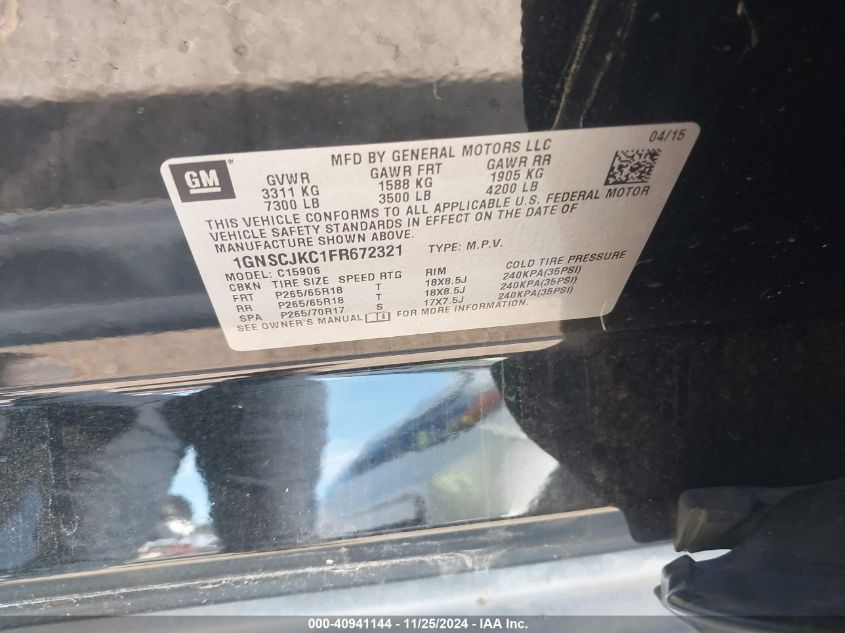 GM
MFD BY GENERAL MOTORS LLC
04/15
GVWR GAWR FRT GAWR RR
3311 KG 1588 KG 1905 KG
7300 LB 3500 LB 4200 LB
THIS VEHICLE CONFORMS TO ALL APPLICABLE U.S. FEDERAL MOTOR
VEHICLE SAFETY STANDARDS IN EFFECT ON THE DATE OF
MANUFACTURE SHOWN ABOVE.
1GNSCJKC1FR672321 TYPE: M.P.V.
MODEL: C15906
CBKN TIRE SIZE SPEED RTG RIM COLD TIRE PRESSURE
FRT P265/65R18 T 18X8.5J 240KPA(35PSI)
RR P265/65R18 T 18X8.5J 240KPA(35PSI)
SPA P265/70R17 S 17X7.5J 240KPA(35PSI)
SEE OWNER'S MANUAL FOR MORE INFORMATION.
000-40941144 - 11/25/2024 - IAA Inc.